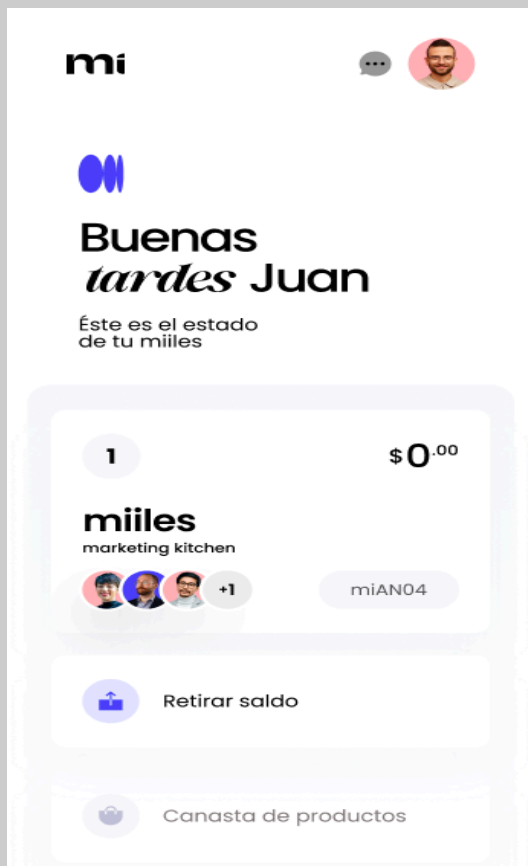 mi
Buenas
tardes Juan
Éste es el estado
de tu miiles
1
$0.00
miiles
marketing kitchen
+1
miAN04
Retirar saldo
Canasta de productos